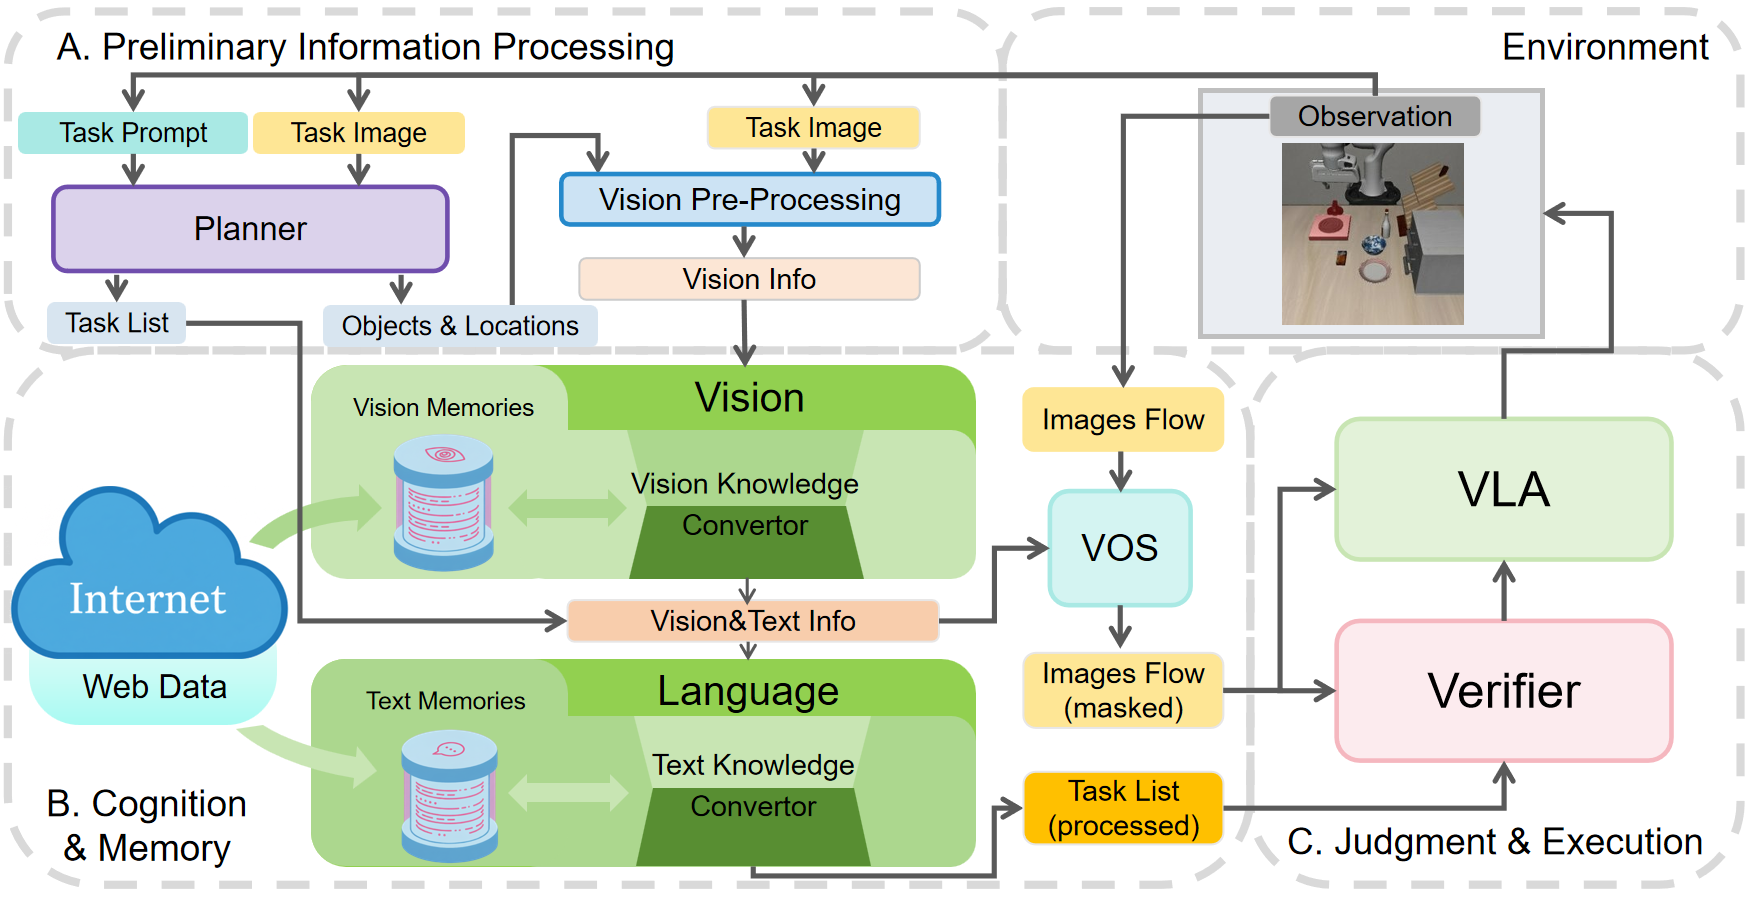 A. Preliminary Information Processing
Environment
Task Prompt
Task Image
Task Image
Observation
Planner
Vision Pre-Processing
Vision Info
Task List
Objects & Locations
Vision
Vision Memories
Vision Knowledge
Convertor
Images Flow
VOS
VLA
Internet
Web Data
Vision&Text Info
Images Flow
(masked)
Verifier
Language
Text Memories
Text Knowledge
Convertor
Task List
(processed)
B. Cognition
& Memory
C. Judgment & Execution